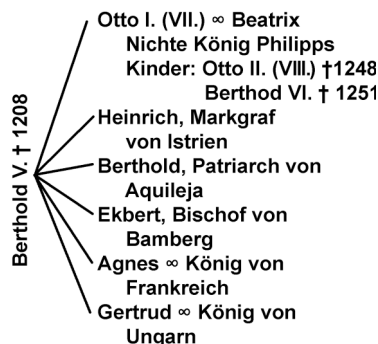 Berthold V. † 1208
Otto I. (VII.) ∞ Beatrix
Nichte König Philipps
Kinder: Otto II. (VIII.) †1248
Berthod VI. † 1251
Heinrich, Markgraf
von Istrien
Berthold, Patriarch von
Aquileja
Ekbert, Bischof von
Bamberg
Agnes ∞ König von
Frankreich
Gertrud ∞ König von
Ungarn